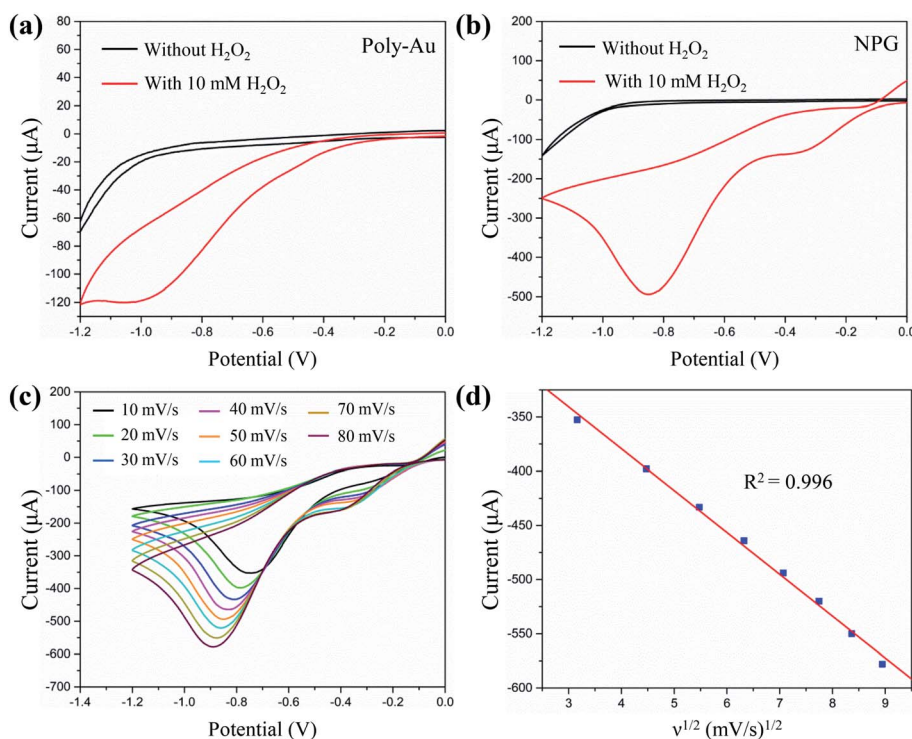 (a)
Poly-Au
Without H₂O₂
With 10 mM H₂O₂
80
60
40
20
0
-20
-40
-60
-80
-100
-120
Current (μA)
-1.2 -1.0 -0.8 -0.6 -0.4 -0.2 0.0
Potential (V)
(b)
NPG
Without H₂O₂
With 10 mM H₂O₂
200
100
0
-100
-200
-300
-400
-500
Current (μA)
-1.2 -1.0 -0.8 -0.6 -0.4 -0.2 0.0
Potential (V)
(c)
10 mV/s 40 mV/s 70 mV/s
20 mV/s 50 mV/s 80 mV/s
30 mV/s 60 mV/s
200
100
0
-100
-200
-300
-400
-500
-600
-700
Current (μA)
-1.4 -1.2 -1.0 -0.8 -0.6 -0.4 -0.2 0.0
Potential (V)
(d)
R² = 0.996
-350
-400
-450
-500
-550
-600
Current (μA)
3 4 5 6 7 8 9
ν¹/² (mV/s)¹/²